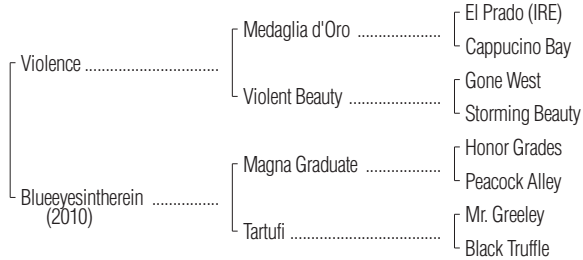 El Prado (IRE)
Medaglia d'Oro ....................
Cappucino Bay
Violence .................................
Gone West
Violent Beauty ......................
Storming Beauty
Honor Grades
Magna Graduate ..................
Peacock Alley
Blueeyesintherein ................
(2010)
Mr. Greeley
Tartufi ....................................
Black Truffle